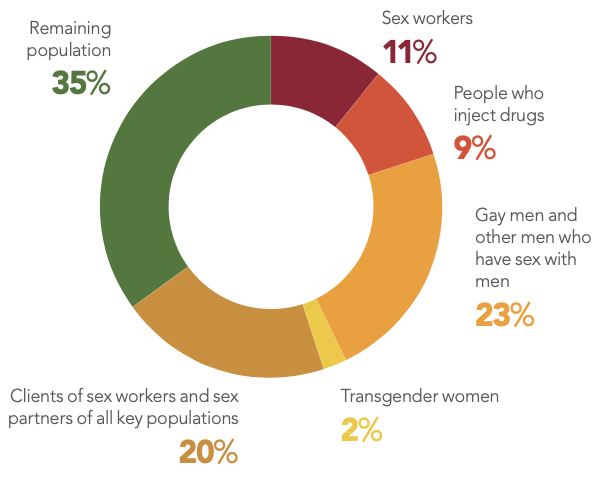 Sex workers
11%
Remaining
population
35%
People who
inject drugs
9%
Gay men and
other men who
have sex with
men
23%
Transgender women
2%
Clients of sex workers and sex
partners of all key populations
20%